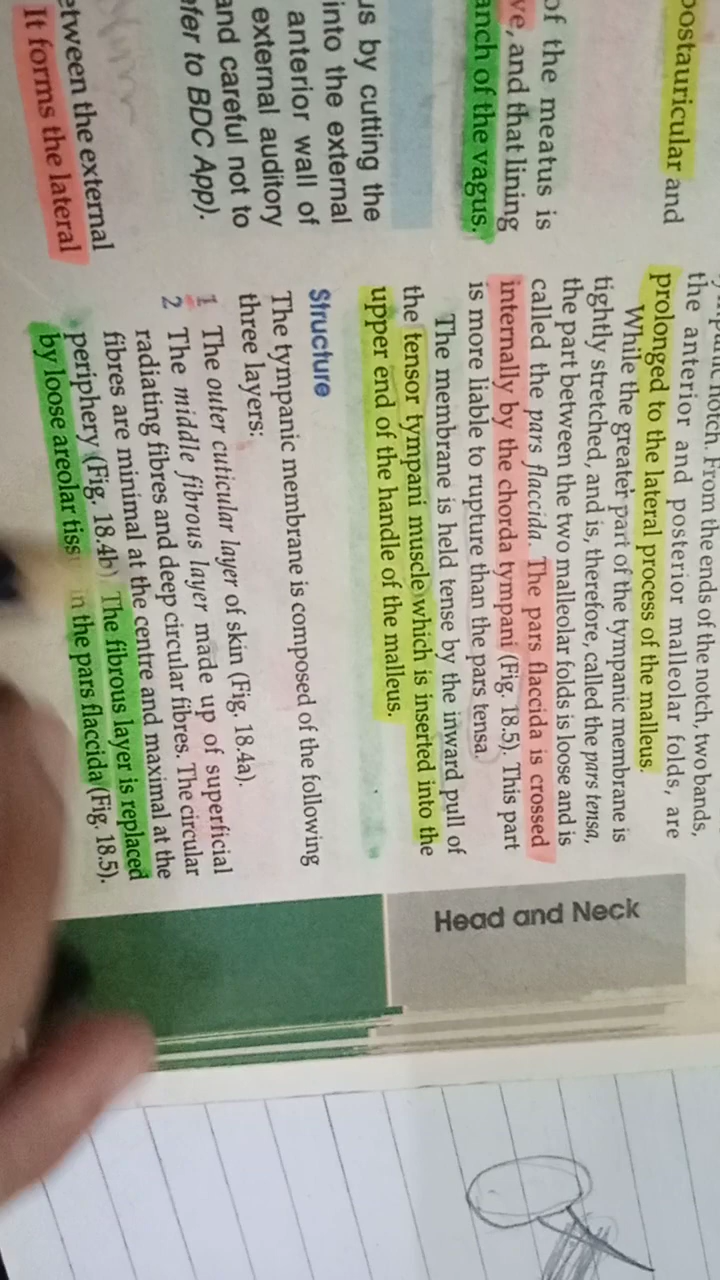 postauricular and
of the meatus is
ve, and that lining
anch of the vagus.
us by cutting the
into the external
anterior wall of
external auditory
and careful not to
efer to BDC App).
etween the external
It forms the lateral
notch. From the ends of the notch, two bands,
the anterior and posterior malleolar folds, are
prolonged to the lateral process of the malleus.
While the greater part of the tympanic membrane is
tightly stretched, and is, therefore, called the pars tensa,
the part between the two malleolar folds is loose and is
called the pars flaccida. The pars flaccida is crossed
internally by the chorda tympani (Fig. 18.5). This part
is more liable to rupture than the pars tensa.
The membrane is held tense by the inward pull of
the tensor tympani muscle which is inserted into the
upper end of the handle of the malleus.
Structure
The tympanic membrane is composed of the following
three layers:
1 The outer cuticular layer of skin (Fig. 18.4a).
2 The middle fibrous layer made up of superficial
radiating fibres and deep circular fibres. The circular
fibres are minimal at the centre and maximal at the
periphery (Fig. 18.4b). The fibrous layer is replaced
by loose areolar tiss in the pars flaccida (Fig. 18.5).
Head and Neck